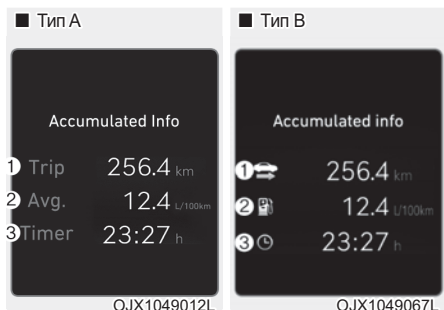 ■ Тип A
Accumulated Info
1 Trip 256.4 km
2 Avg. 12.4 L/100km
3 Timer 23:27 h
OJX1049012L
■ Тип B
Accumulated info
1 256.4 km
2 12.4 L/100km
3 23:27 h
OJX1049067L